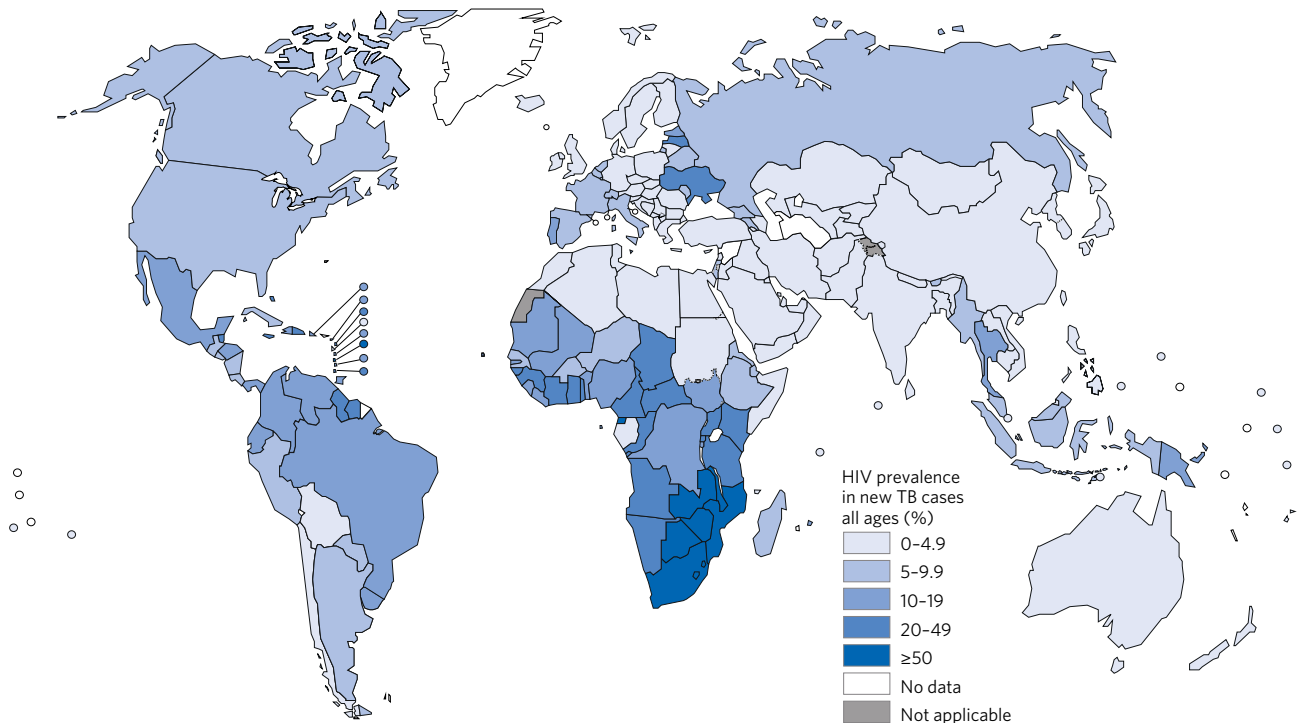 HIV prevalence
in new TB cases
all ages (%)
0–4.9
5–9.9
10–19
20–49
≥50
No data
Not applicable